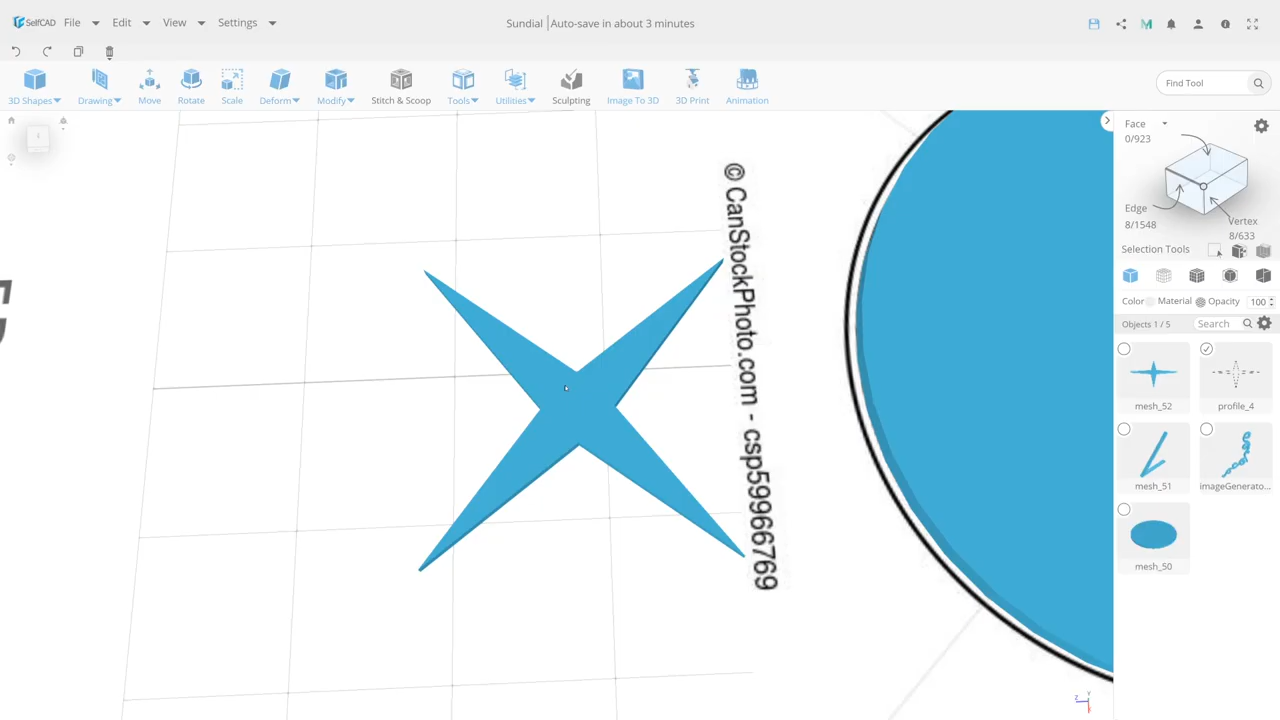 SelfCAD File Edit View Settings
Sundial |Auto-save in about 3 minutes
3D Shapes Drawing Move Rotate Scale Deform Modify Stitch & Scoop Tools Utilities Sculpting Image To 3D 3D Print Animation
Find Tool
Face
0/923
Edge
8/1548
Vertex
8/633
Selection Tools
Color Material Opacity 100
Objects 1 / 5 Search
mesh_52 profile_4
mesh_51 imageGenerato...
mesh_50
© CanStockPhoto.com - csp59966769
Z Y